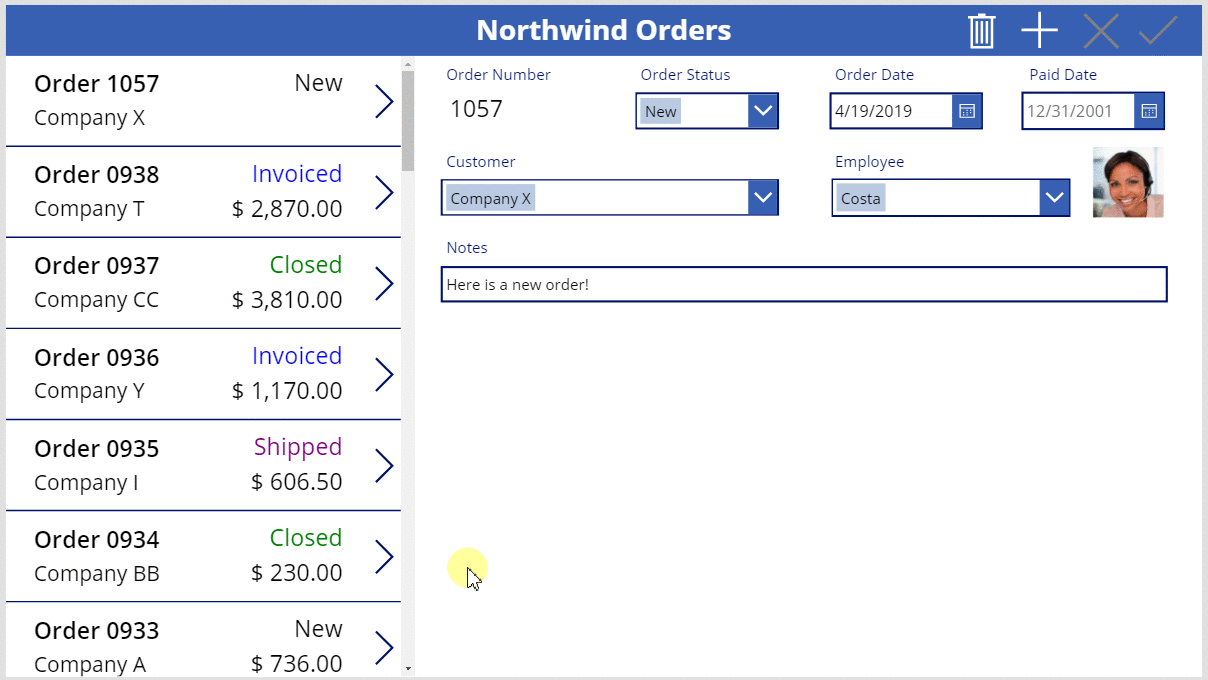 Northwind Orders
Order 1057 New
Company X
Order 0938 Invoiced
Company T $ 2,870.00
Order 0937 Closed
Company CC $ 3,810.00
Order 0936 Invoiced
Company Y $ 1,170.00
Order 0935 Shipped
Company I $ 606.50
Order 0934 Closed
Company BB $ 230.00
Order 0933 New
Company A $ 736.00
Order Number Order Status Order Date Paid Date
1057 New 4/19/2019 12/31/2001
Customer Employee
Company X Costa
Notes
Here is a new order!